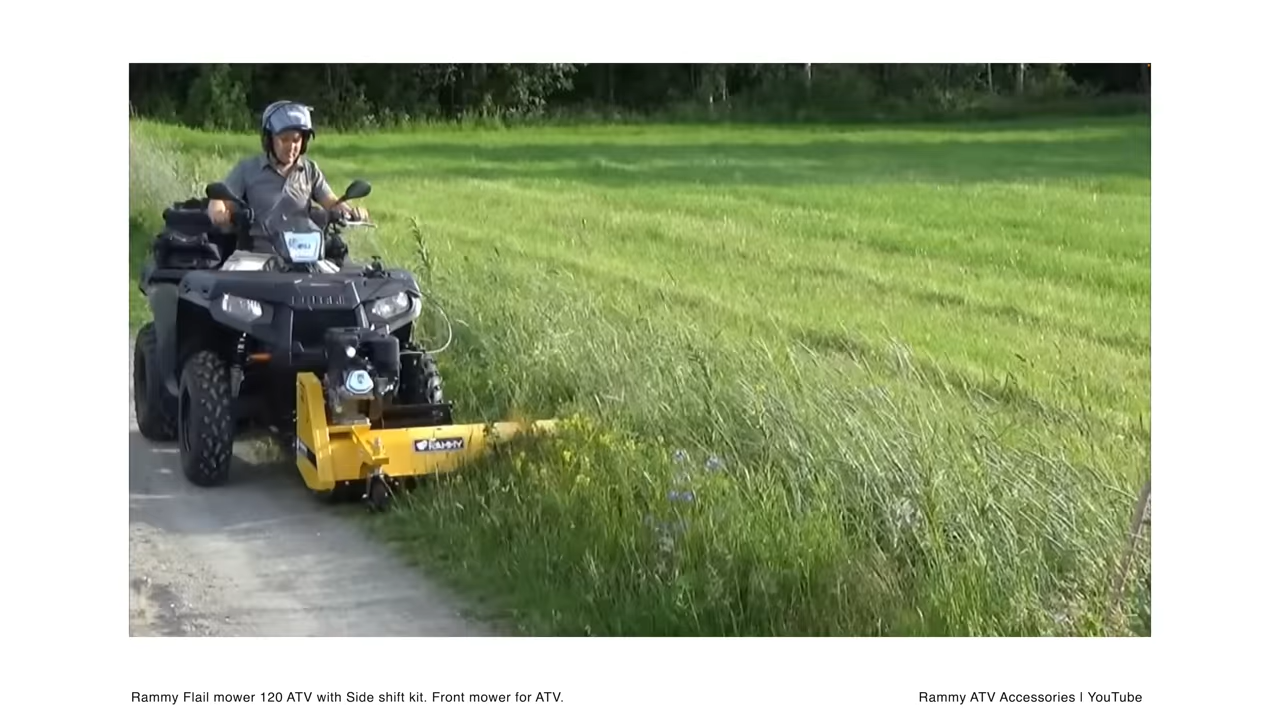 RAMMY
Rammy Flail mower 120 ATV with Side shift kit. Front mower for ATV.
Rammy ATV Accessories | YouTube